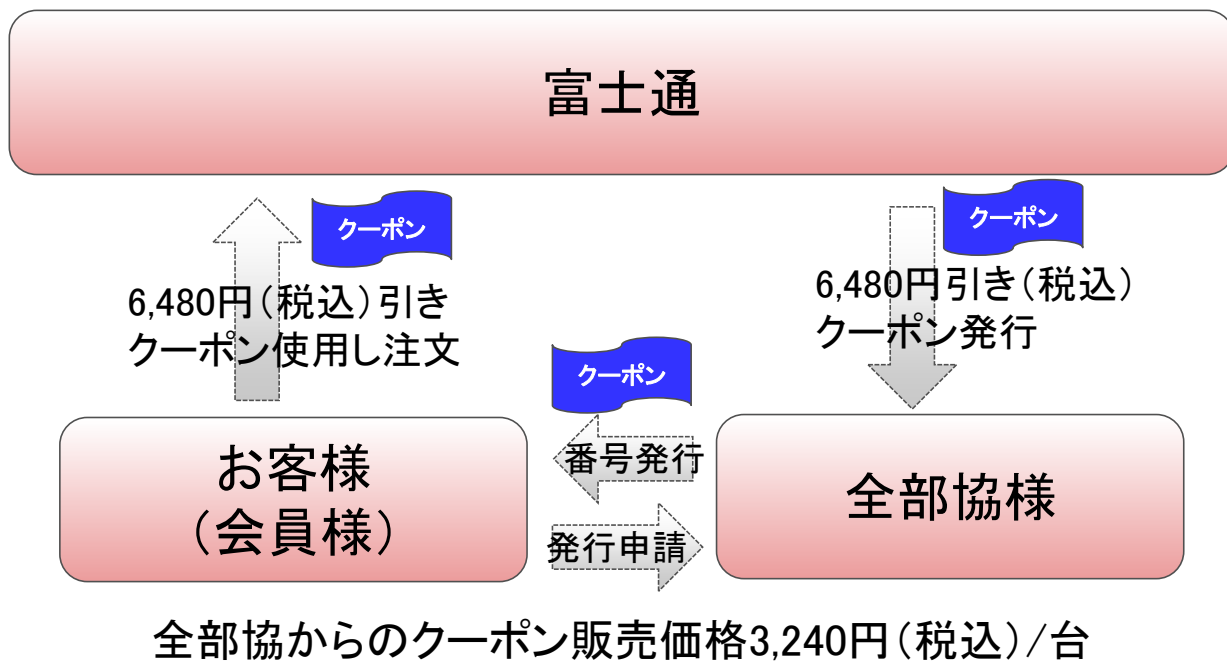 富士通
クーポン
クーポン
6,480円（税込）引き
クーポン使用し注文
6,480円引き（税込）
クーポン発行
クーポン
お客様
（会員様）
番号発行
発行申請
全部協様
全部協からのクーポン販売価格3,240円（税込）/台